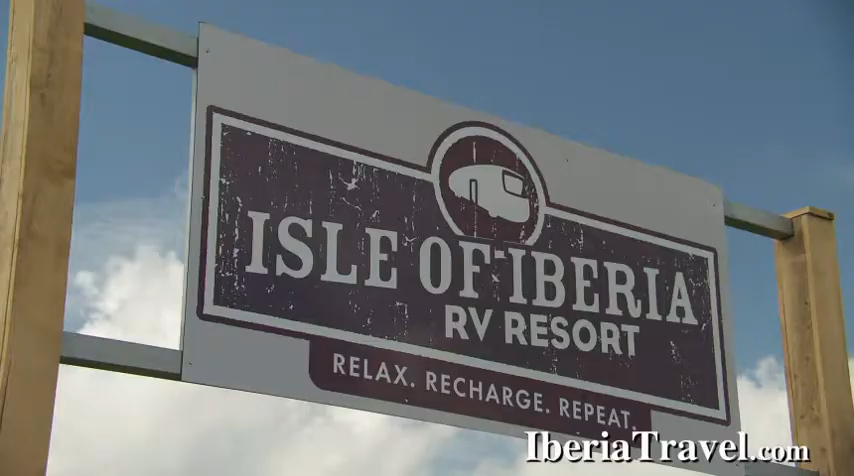 ISLE OF IBERIA
RV RESORT
RELAX. RECHARGE. REPEAT.
IberiaTravel.com